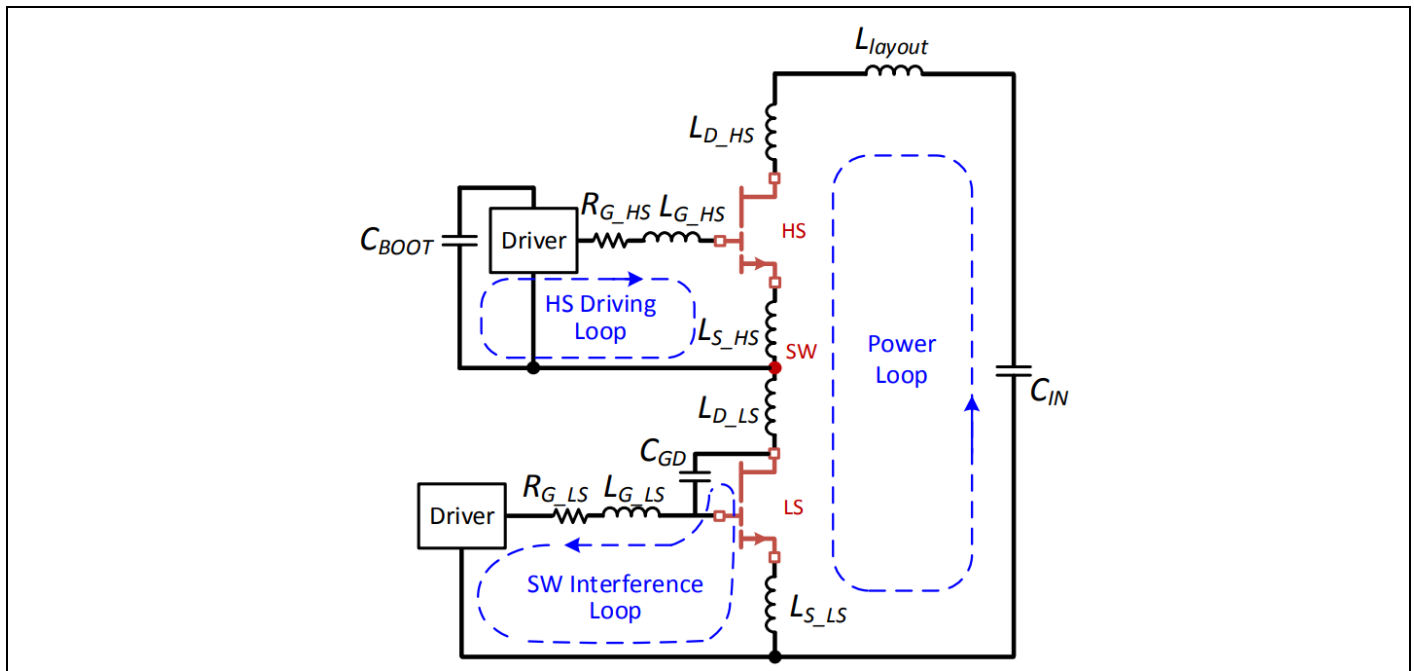 L_layout
L_D_HS
R_G_HS L_G_HS
HS
C_BOOT
Driver
HS Driving
Loop
L_S_HS
SW
Power
Loop
C_IN
L_D_LS
C_GD
R_G_LS L_G_LS
LS
Driver
SW Interference
Loop
L_S_LS